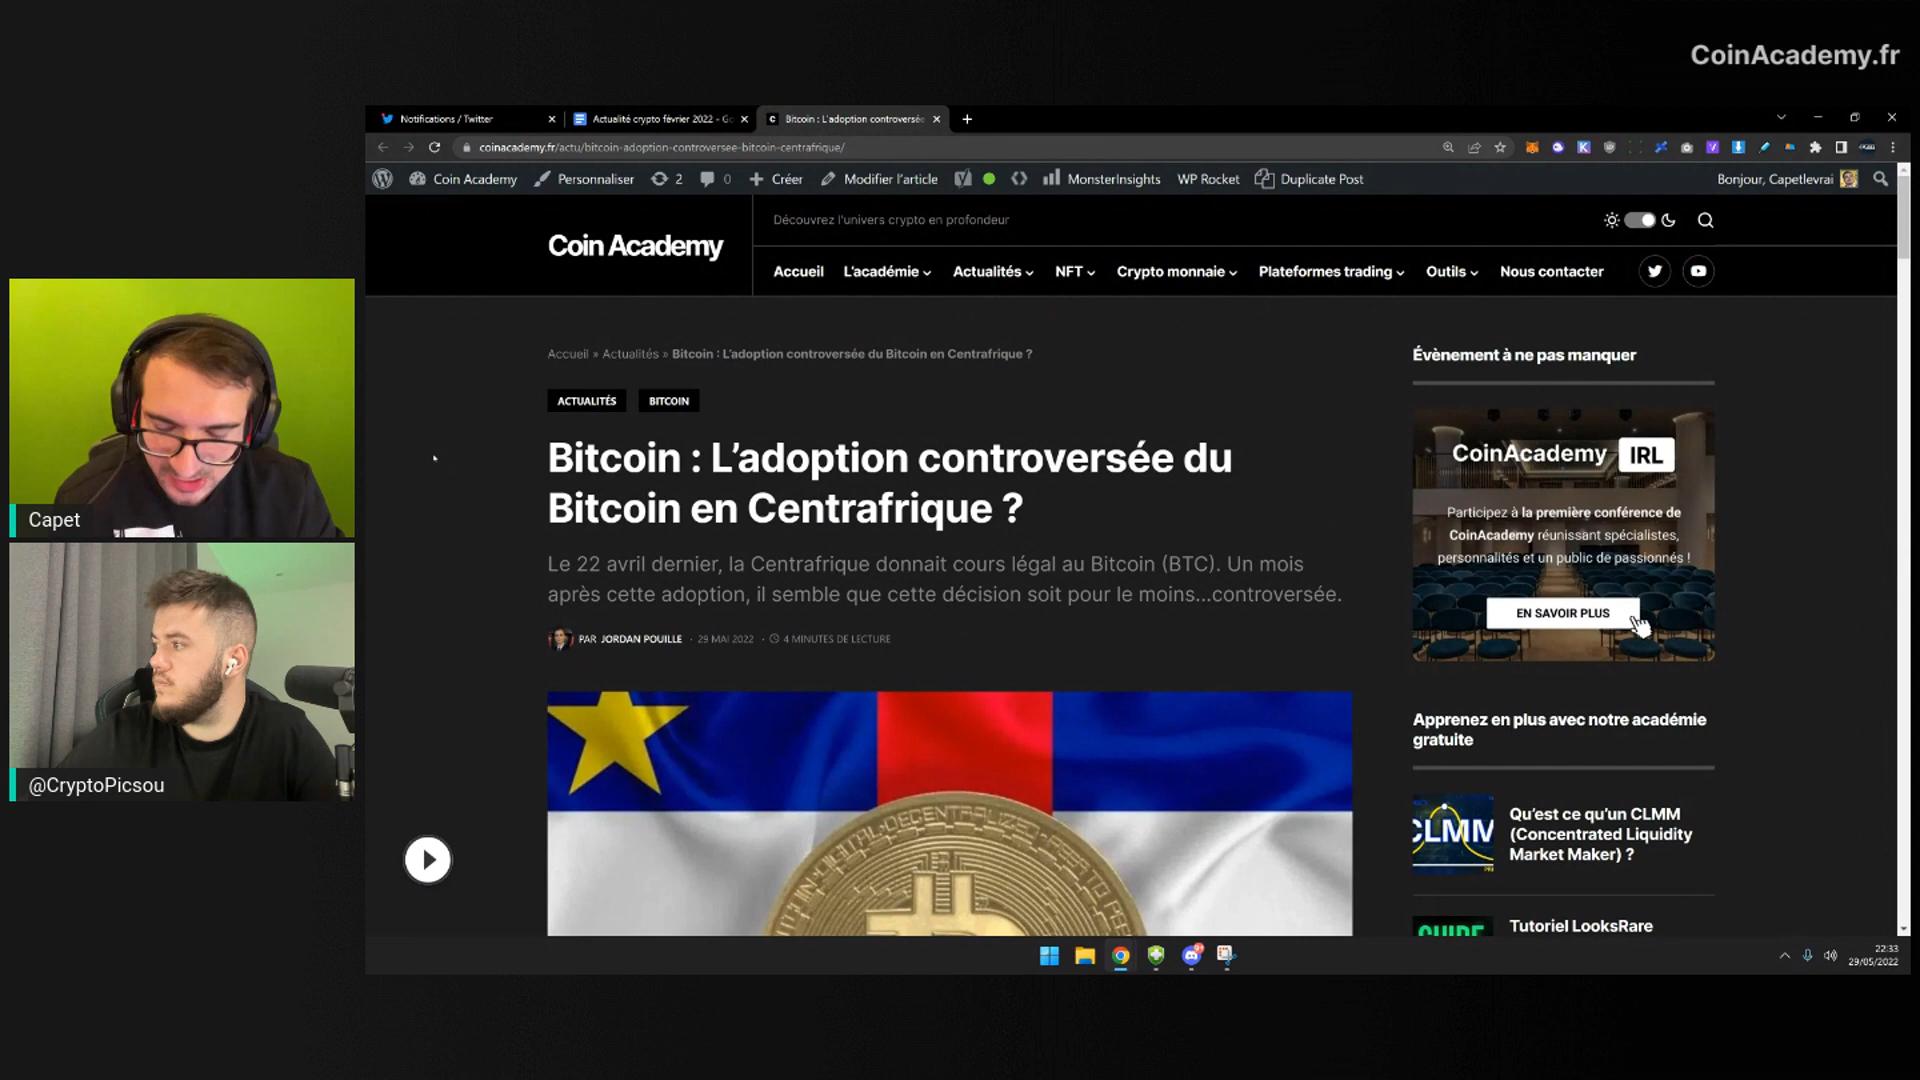 CoinAcademy.fr
Notifications / Twitter
Actualité crypto février 2022 - Go
Bitcoin : L'adoption controversée
coinacademy.fr/actu/bitcoin-adoption-controversee-bitcoin-centrafrique/
Coin Academy Personnaliser 2 0 Créer Modifier l'article MonsterInsights WP Rocket Duplicate Post Bonjour, Capetlevrai
Découvrez l'univers crypto en profondeur
Coin Academy
Accueil L'académie Actualités NFT Crypto monnaie Plateformes trading Outils Nous contacter
Accueil » Actualités » Bitcoin : L'adoption controversée du Bitcoin en Centrafrique ?
ACTUALITÉS BITCOIN
Bitcoin : L'adoption controversée du
Bitcoin en Centrafrique ?
Le 22 avril dernier, la Centrafrique donnait cours légal au Bitcoin (BTC). Un mois
après cette adoption, il semble que cette décision soit pour le moins...controversée.
PAR JORDAN POUILLE · 29 MAI 2022 · 4 MINUTES DE LECTURE
DIGITAL · DECENTRALIZED · PEER TO PE
Évènement à ne pas manquer
CoinAcademy IRL
Participez à la première conférence de
CoinAcademy réunissant spécialistes,
personnalités et un public de passionnés !
EN SAVOIR PLUS
Apprenez en plus avec notre académie
gratuite
CLMM
Qu'est ce qu'un CLMM
(Concentrated Liquidity
Market Maker) ?
GUIDE
Tutoriel LooksRare
Capet
@CryptoPicsou
22:33
29/05/2022